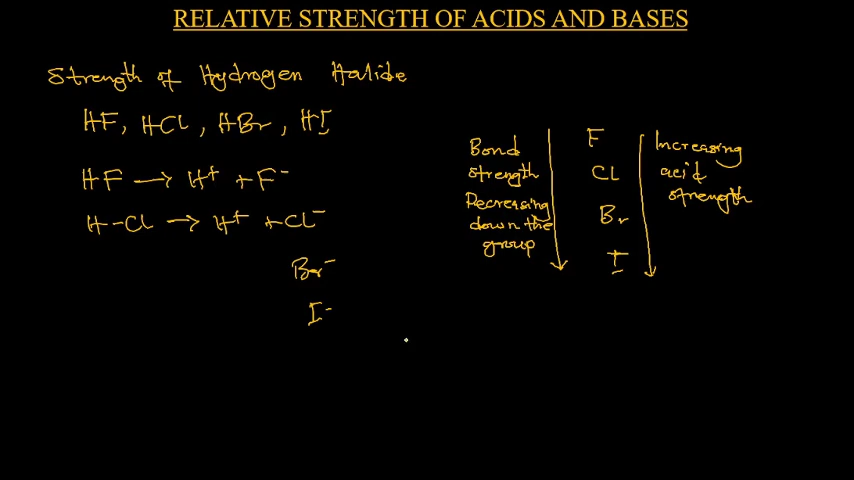 RELATIVE STRENGTH OF ACIDS AND BASES
Strength of Hydrogen Halide
HF, HCl, HBr, HI
HF → H⁺ + F⁻
H-Cl → H⁺ + Cl⁻
Br⁻
I⁻
Bond
strength
Decreasing
down the
group
F
Cl
Br
I
Increasing
acid
strength